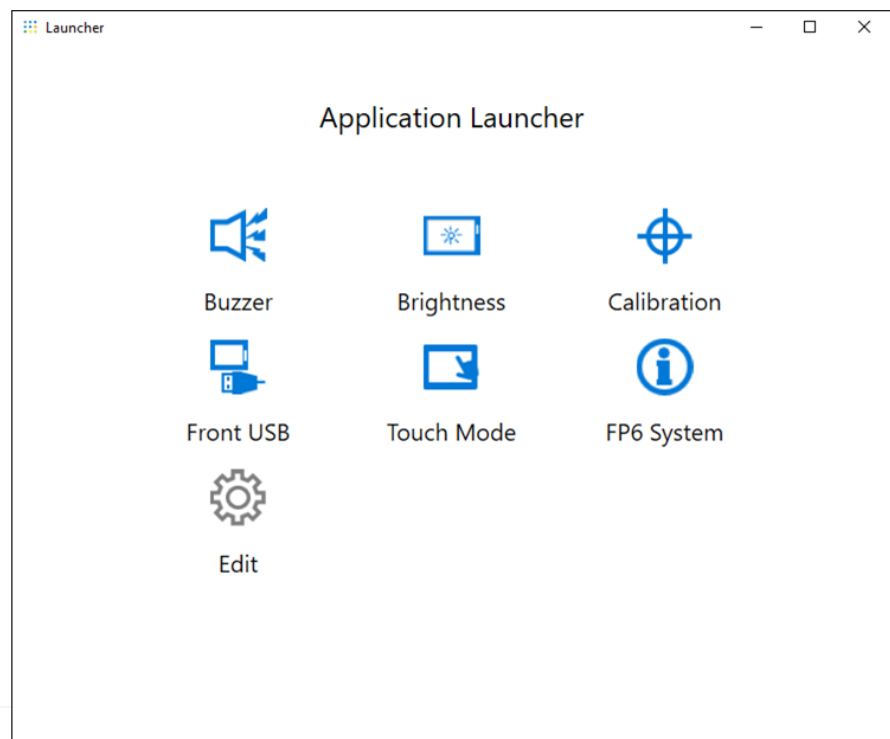 Launcher
Application Launcher
Buzzer Brightness Calibration
Front USB Touch Mode FP6 System
Edit